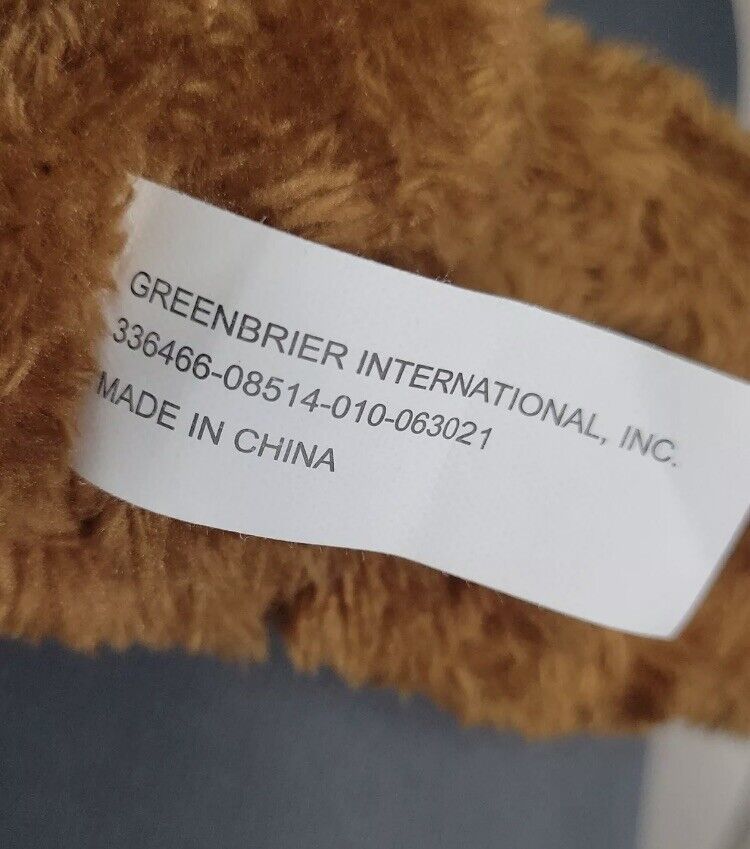 GREENBRIER INTERNATIONAL, INC.
336466-08514-010-063021
MADE IN CHINA